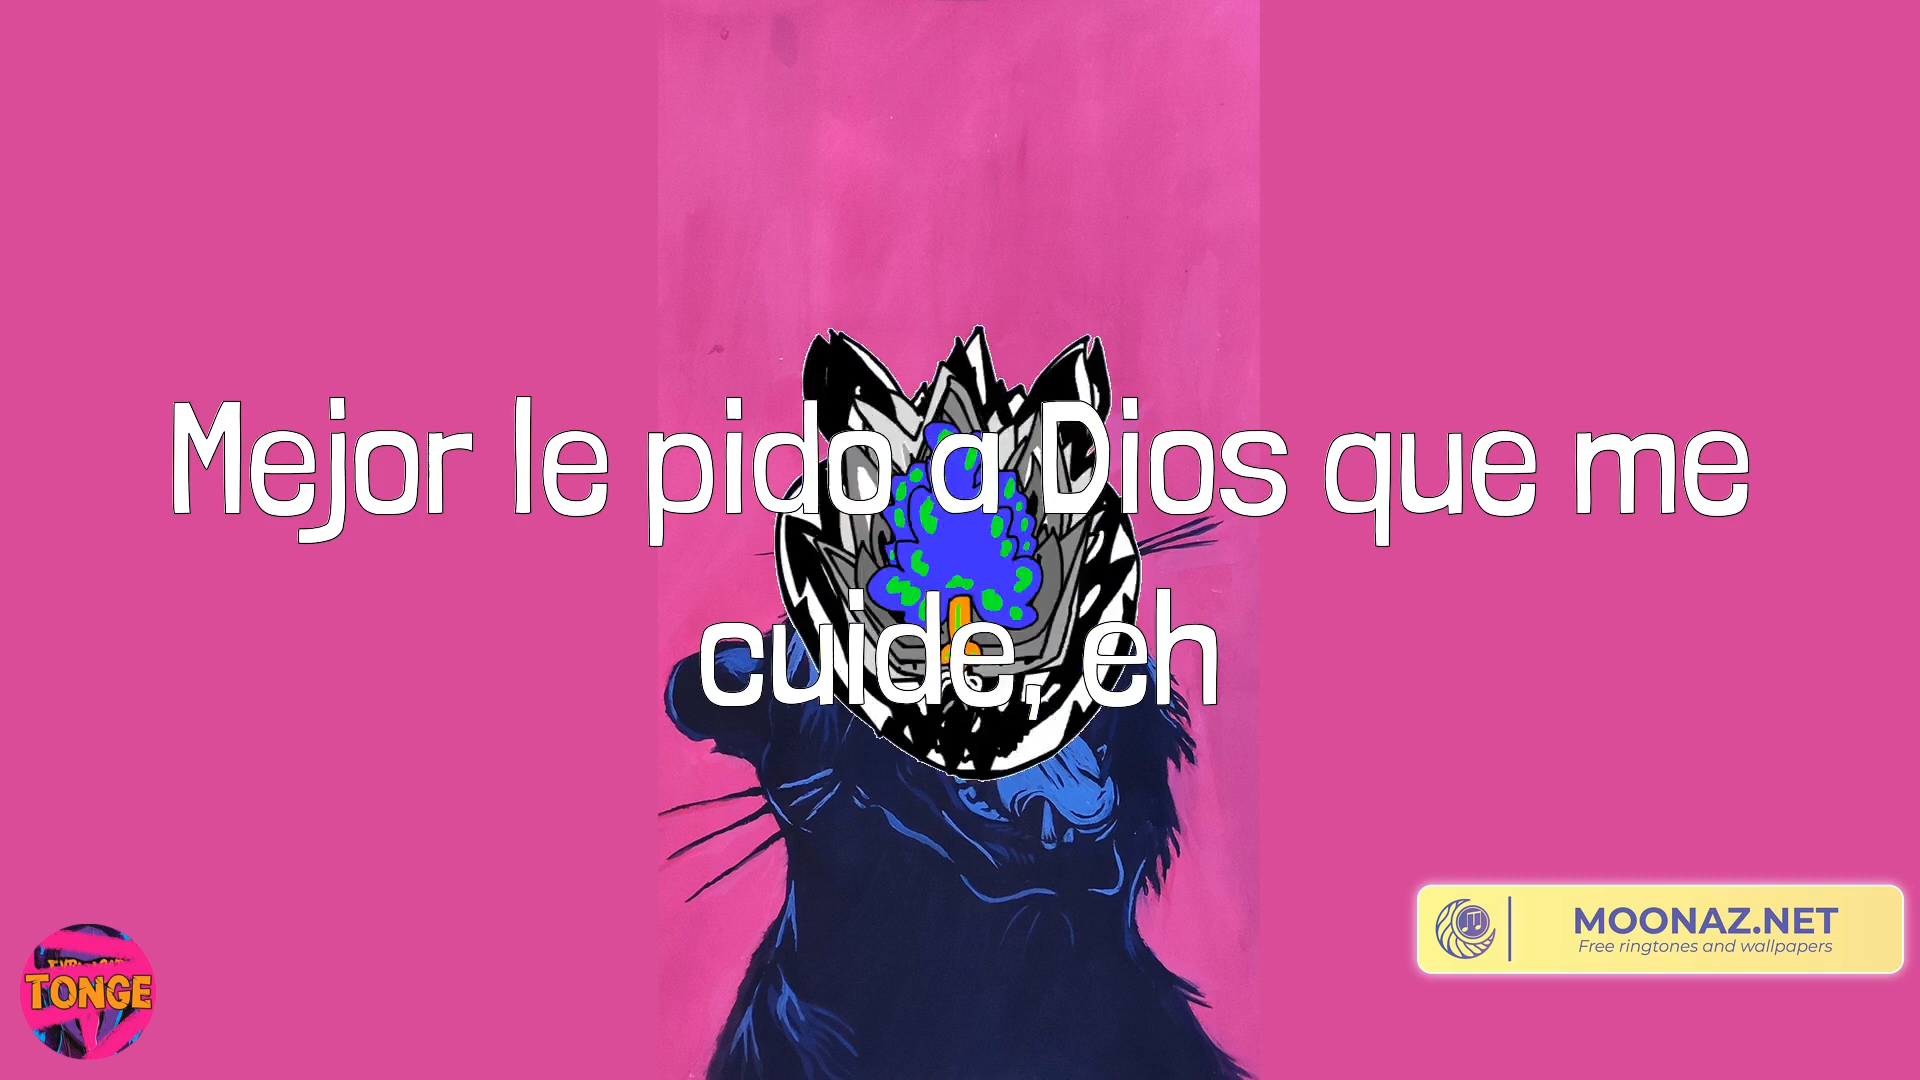 Mejor le pido a Dios que me
cuide, eh
TONGE
MOONAZ.NET
Free ringtones and wallpapers